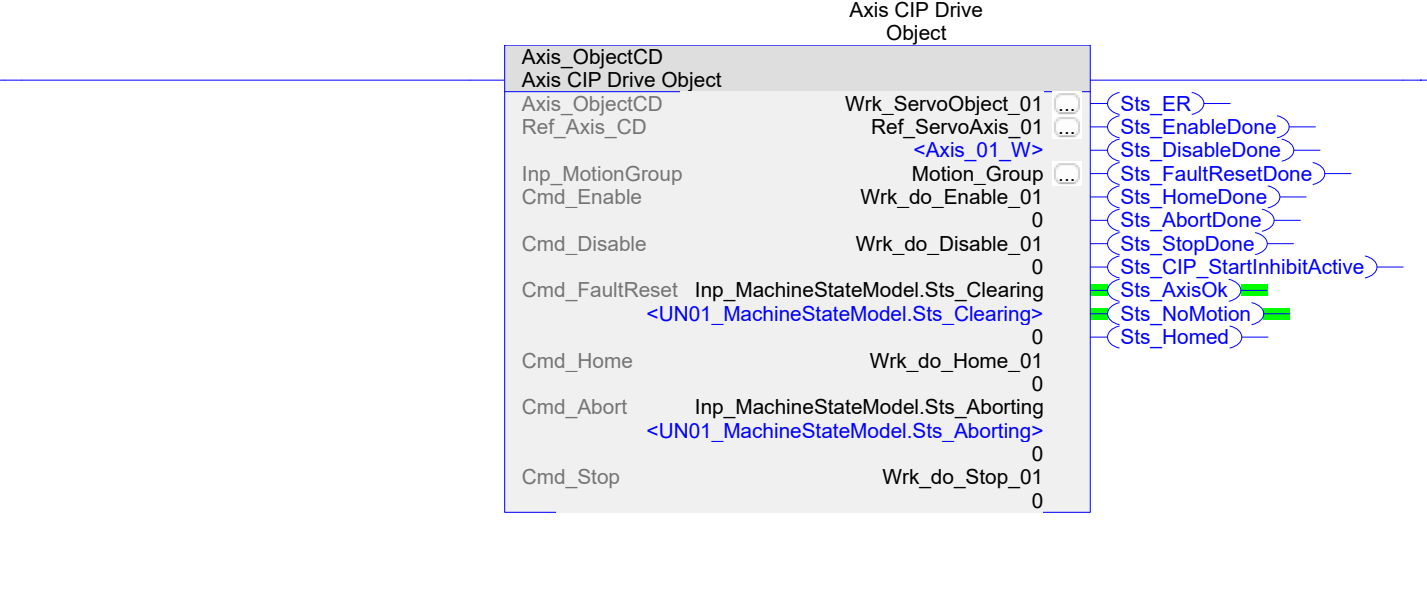 Axis CIP Drive
Object
Axis_ObjectCD
Axis CIP Drive Object
Axis_ObjectCD Wrk_ServoObject_01 ... Sts_ER
Ref_Axis_CD Ref_ServoAxis_01 ... Sts_EnableDone
<Axis_01_W> Sts_DisableDone
Inp_MotionGroup Motion_Group ... Sts_FaultResetDone
Cmd_Enable Wrk_do_Enable_01 Sts_HomeDone
0 Sts_AbortDone
Cmd_Disable Wrk_do_Disable_01 Sts_StopDone
0 Sts_CIP_StartInhibitActive
Cmd_FaultReset Inp_MachineStateModel.Sts_Clearing Sts_AxisOk
<UN01_MachineStateModel.Sts_Clearing> Sts_NoMotion
0 Sts_Homed
Cmd_Home Wrk_do_Home_01
0
Cmd_Abort Inp_MachineStateModel.Sts_Aborting
<UN01_MachineStateModel.Sts_Aborting>
0
Cmd_Stop Wrk_do_Stop_01
0